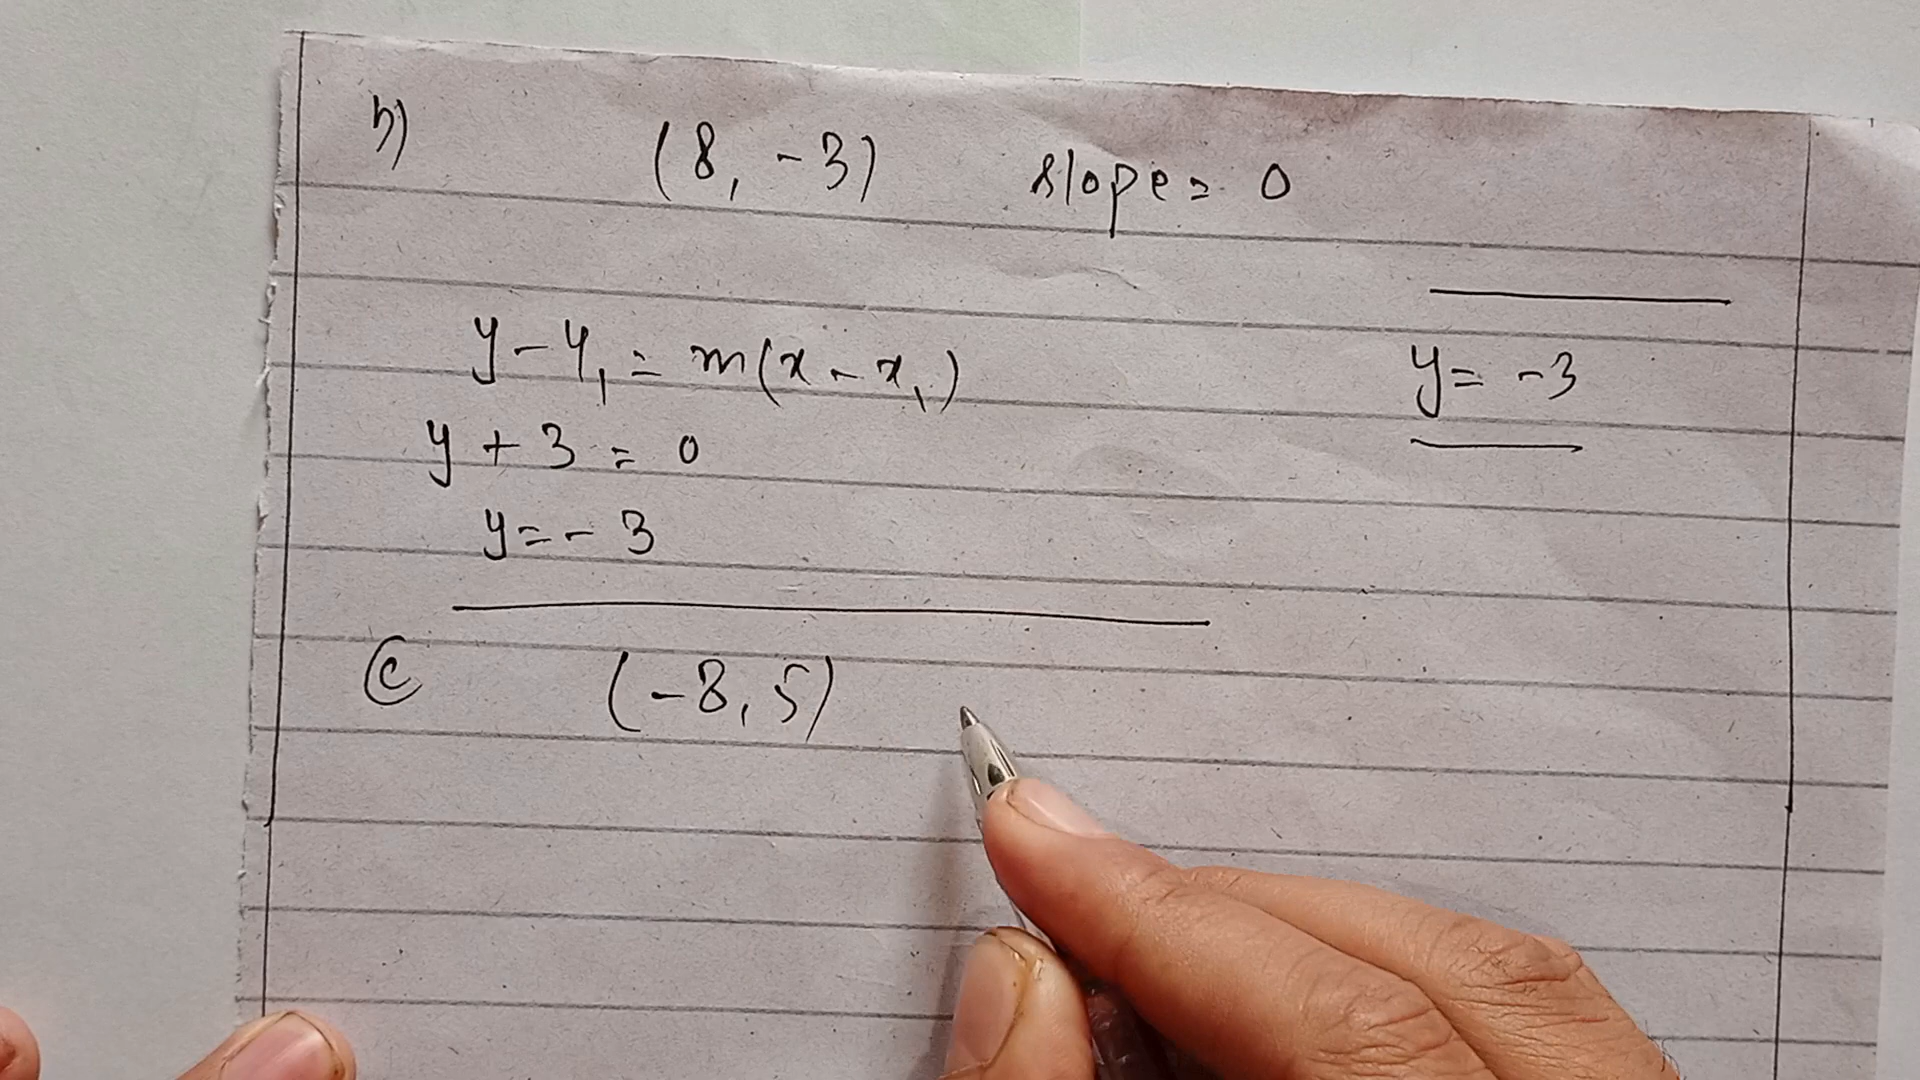 b) (8, -3) slope = 0
y - y₁ = m(x - x₁)
y = -3
y + 3 = 0
y = - 3
(c) (-8, 5)